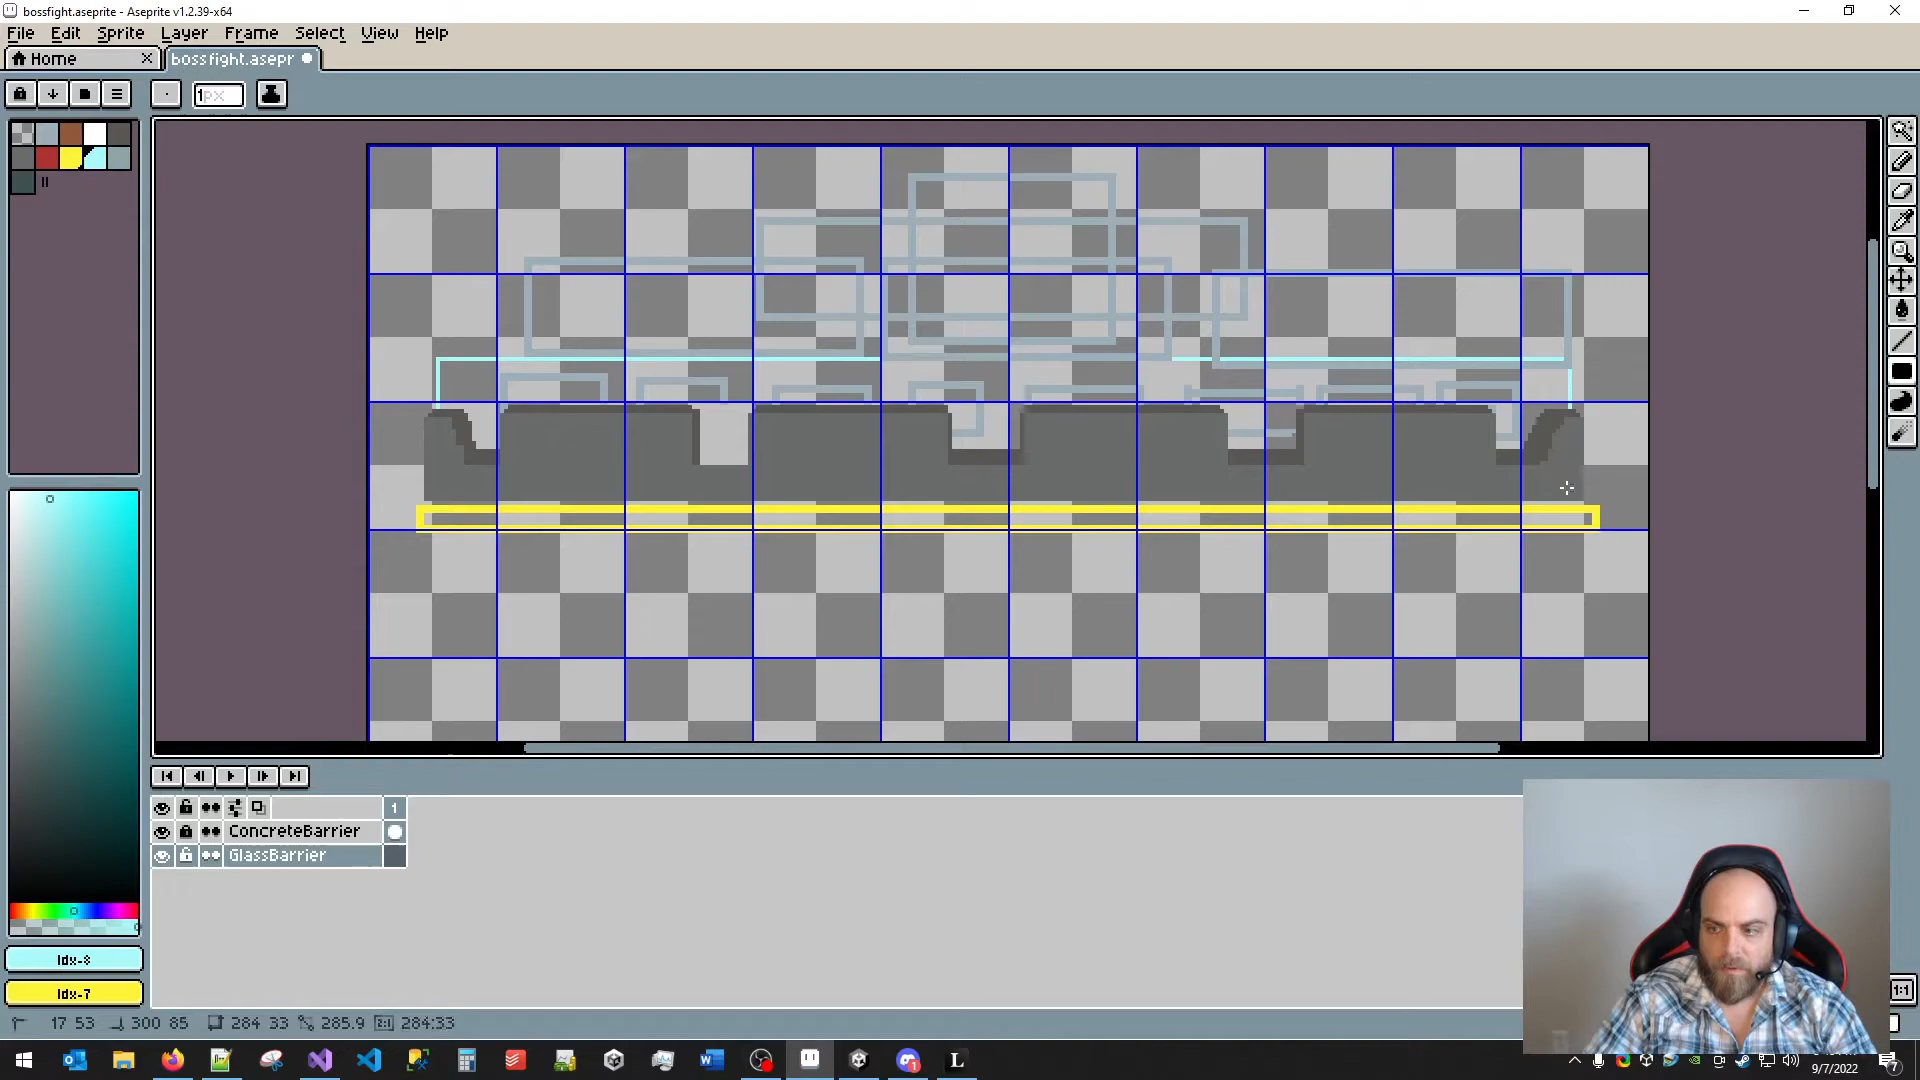 bossfight.aseprite - Aseprite v1.2.39-x64
File Edit Sprite Layer Frame Select View Help
Home bossfight.asepr
1px
1
ConcreteBarrier
GlassBarrier
Idx-8
Idx-7
17 53 300 85 284 33 285.9 284:33
1:1
9/7/2022